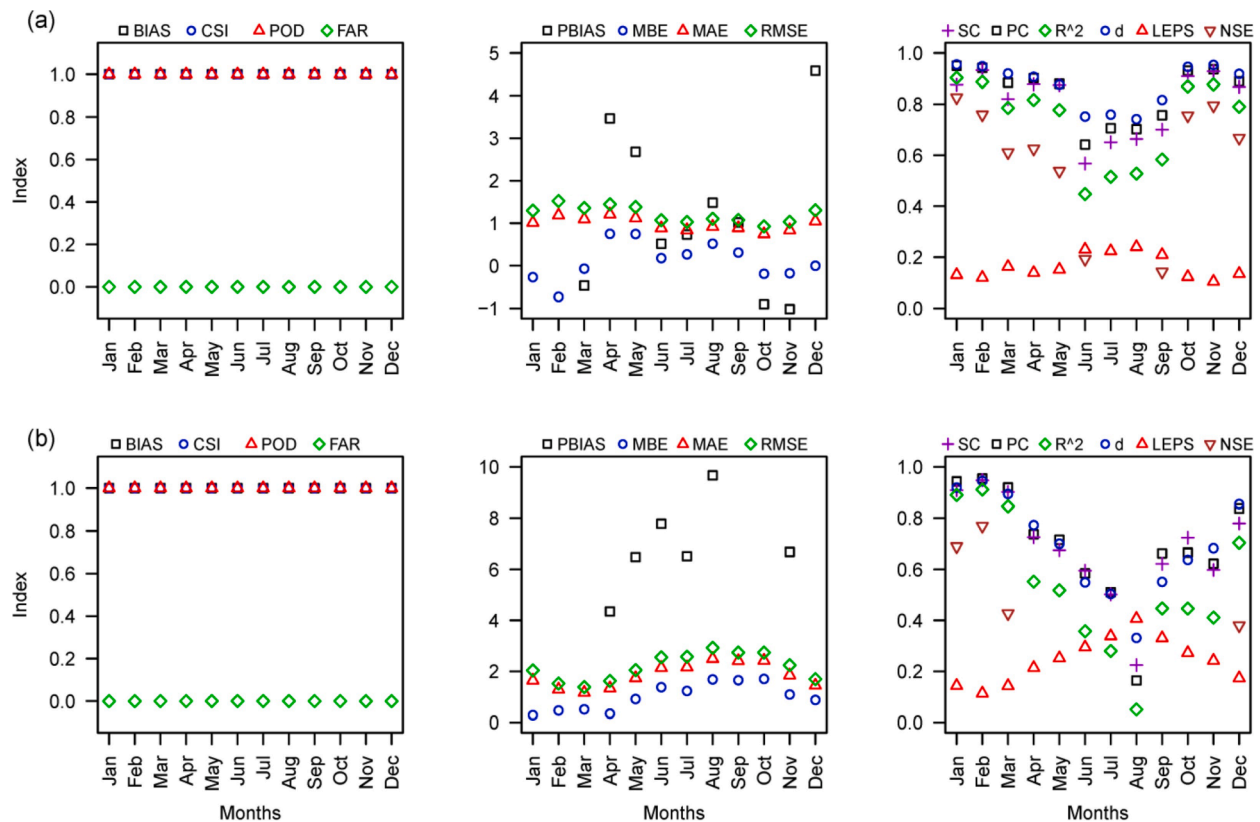 (a)
BIAS CSI POD FAR
PBIAS MBE MAE RMSE
SC PC R^2 d LEPS NSE
Index
1.0
0.8
0.6
0.4
0.2
0.0
5
4
3
2
1
0
−1
1.0
0.8
0.6
0.4
0.2
0.0
Jan Feb Mar Apr May Jun Jul Aug Sep Oct Nov Dec
Jan Feb Mar Apr May Jun Jul Aug Sep Oct Nov Dec
Jan Feb Mar Apr May Jun Jul Aug Sep Oct Nov Dec
(b)
BIAS CSI POD FAR
PBIAS MBE MAE RMSE
SC PC R^2 d LEPS NSE
Index
1.0
0.8
0.6
0.4
0.2
0.0
10
8
6
4
2
0
1.0
0.8
0.6
0.4
0.2
0.0
Jan Feb Mar Apr May Jun Jul Aug Sep Oct Nov Dec
Jan Feb Mar Apr May Jun Jul Aug Sep Oct Nov Dec
Jan Feb Mar Apr May Jun Jul Aug Sep Oct Nov Dec
Months
Months
Months